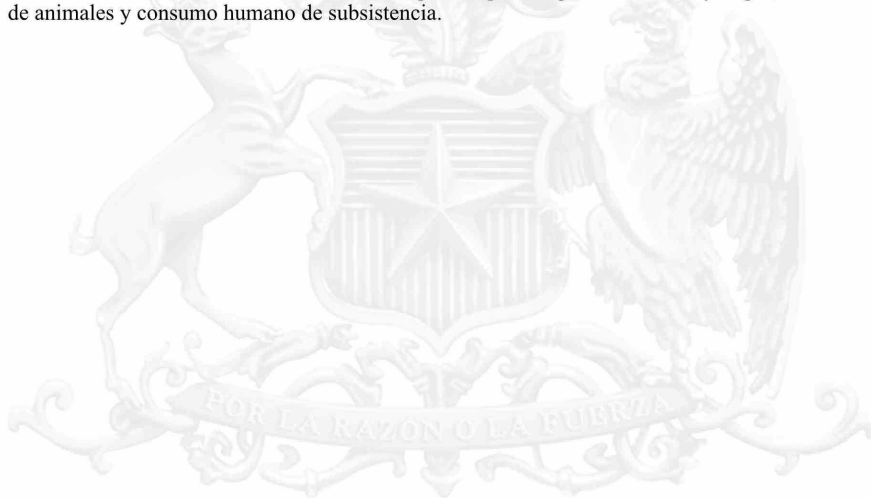 de animales y consumo humano de subsistencia.
POR LA RAZON O LA FUERZA